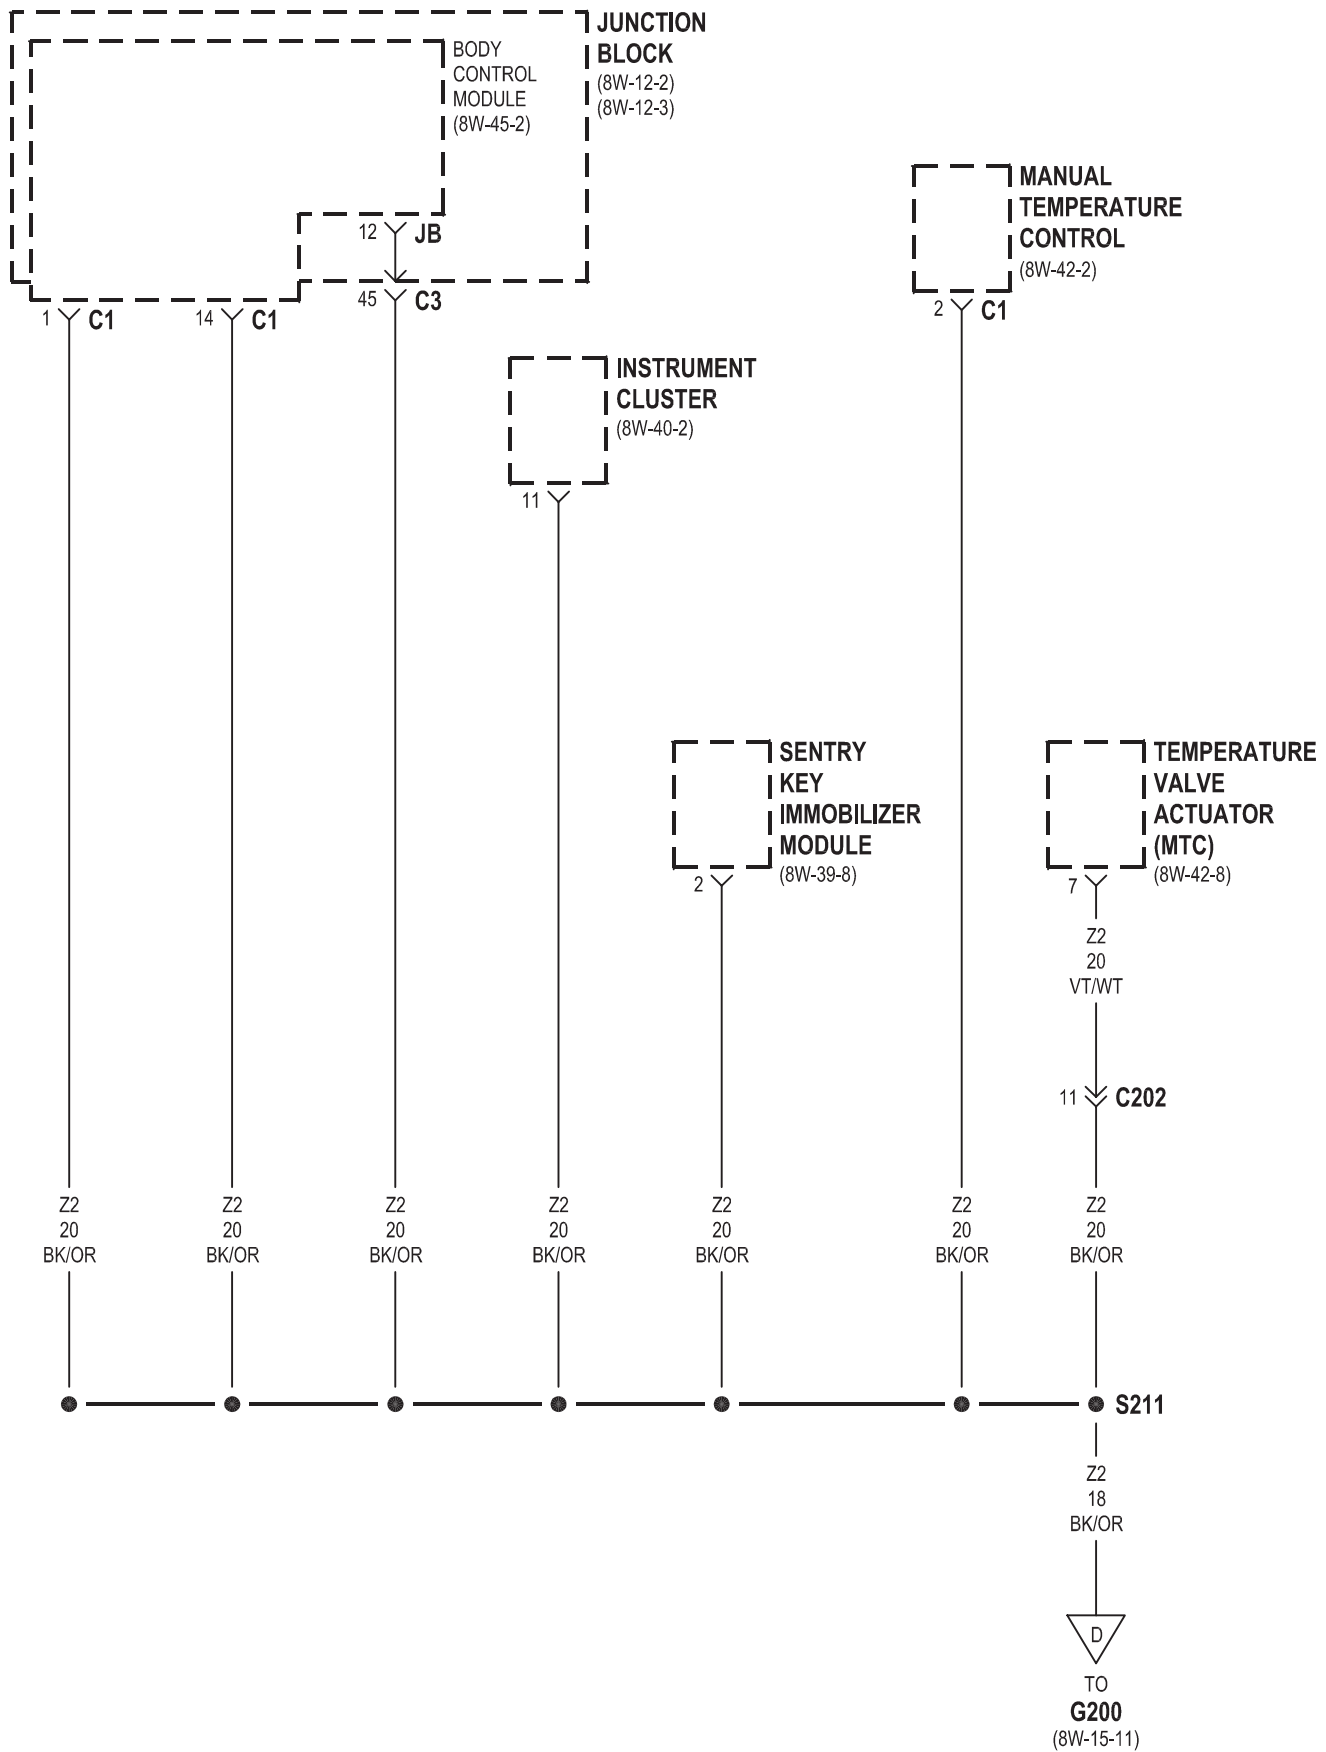 JUNCTION
BLOCK
(8W-12-2)
(8W-12-3)
BODY
CONTROL
MODULE
(8W-45-2)
12 JB
45 C3
1 C1
14 C1
MANUAL
TEMPERATURE
CONTROL
(8W-42-2)
2 C1
INSTRUMENT
CLUSTER
(8W-40-2)
11
SENTRY
KEY
IMMOBILIZER
MODULE
(8W-39-8)
2
TEMPERATURE
VALVE
ACTUATOR
(MTC)
(8W-42-8)
7
Z2
20
VT/WT
11 C202
Z2
20
BK/OR
Z2
20
BK/OR
Z2
20
BK/OR
Z2
20
BK/OR
Z2
20
BK/OR
Z2
20
BK/OR
Z2
20
BK/OR
S211
Z2
18
BK/OR
D
TO
G200
(8W-15-11)